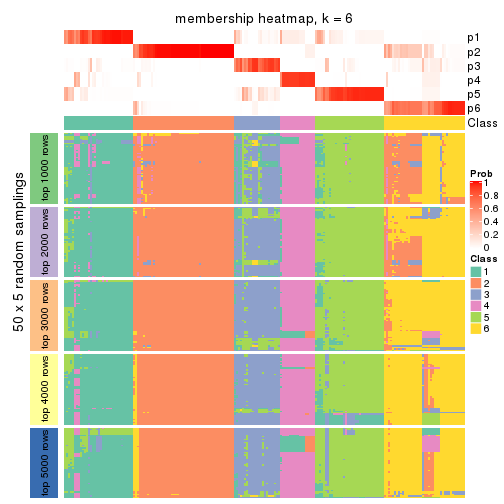 membership heatmap, k = 6
p1
p2
p3
p4
p5
p6
Class
50 x 5 random samplings
top 1000 rows
top 2000 rows
top 3000 rows
top 4000 rows
top 5000 rows
Prob
1
0.8
0.6
0.4
0.2
0
Class
1
2
3
4
5
6